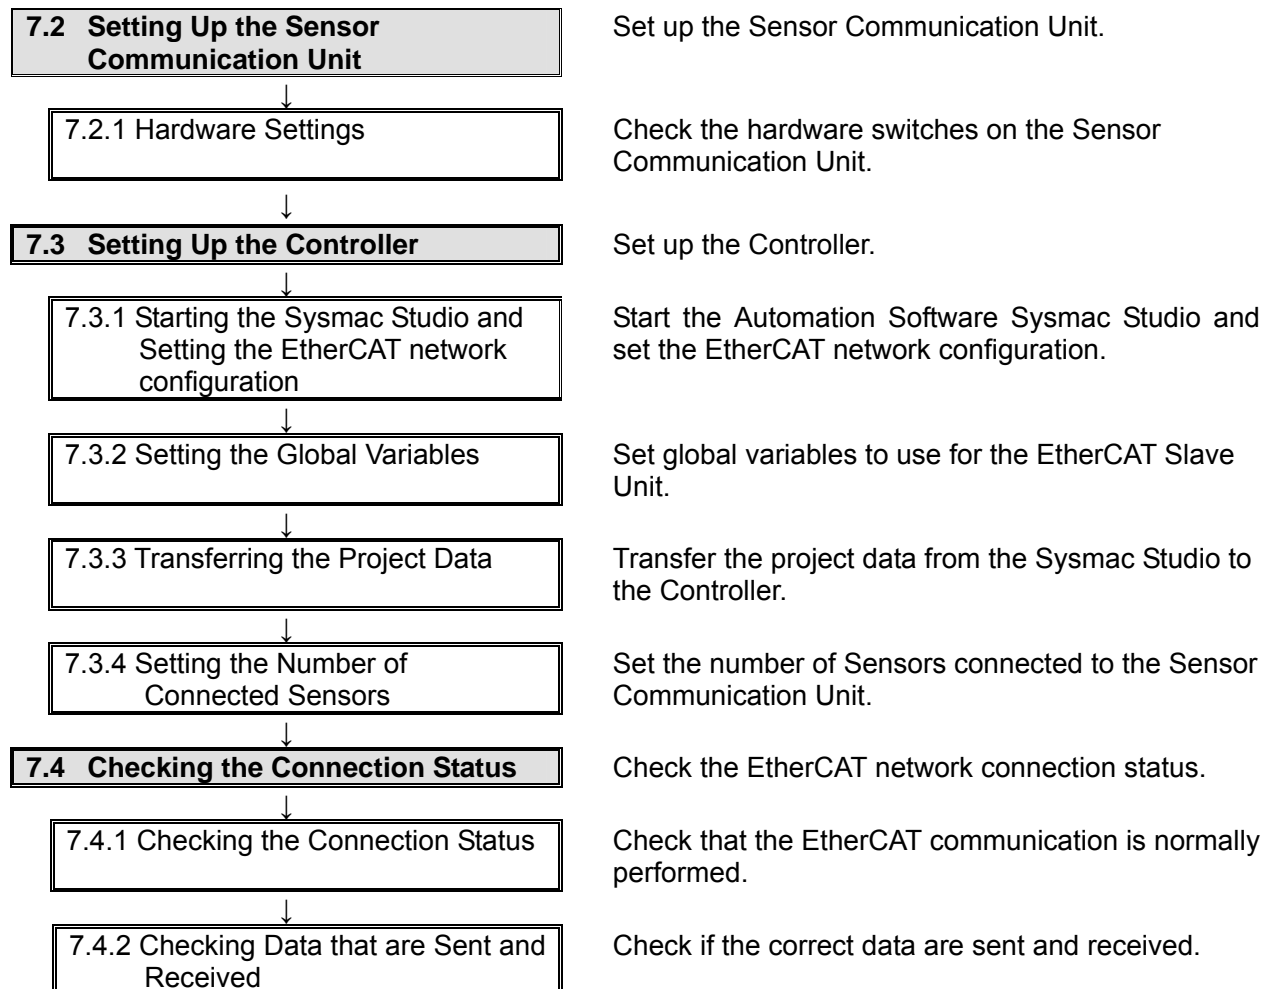 7.2 Setting Up the Sensor
Communication Unit
Set up the Sensor Communication Unit.
↓
7.2.1 Hardware Settings
Check the hardware switches on the Sensor
Communication Unit.
↓
7.3 Setting Up the Controller
Set up the Controller.
↓
7.3.1 Starting the Sysmac Studio and
Setting the EtherCAT network
configuration
Start the Automation Software Sysmac Studio and
set the EtherCAT network configuration.
↓
7.3.2 Setting the Global Variables
Set global variables to use for the EtherCAT Slave
Unit.
↓
7.3.3 Transferring the Project Data
Transfer the project data from the Sysmac Studio to
the Controller.
↓
7.3.4 Setting the Number of
Connected Sensors
Set the number of Sensors connected to the Sensor
Communication Unit.
↓
7.4 Checking the Connection Status
Check the EtherCAT network connection status.
↓
7.4.1 Checking the Connection Status
Check that the EtherCAT communication is normally
performed.
↓
7.4.2 Checking Data that are Sent and
Received
Check if the correct data are sent and received.